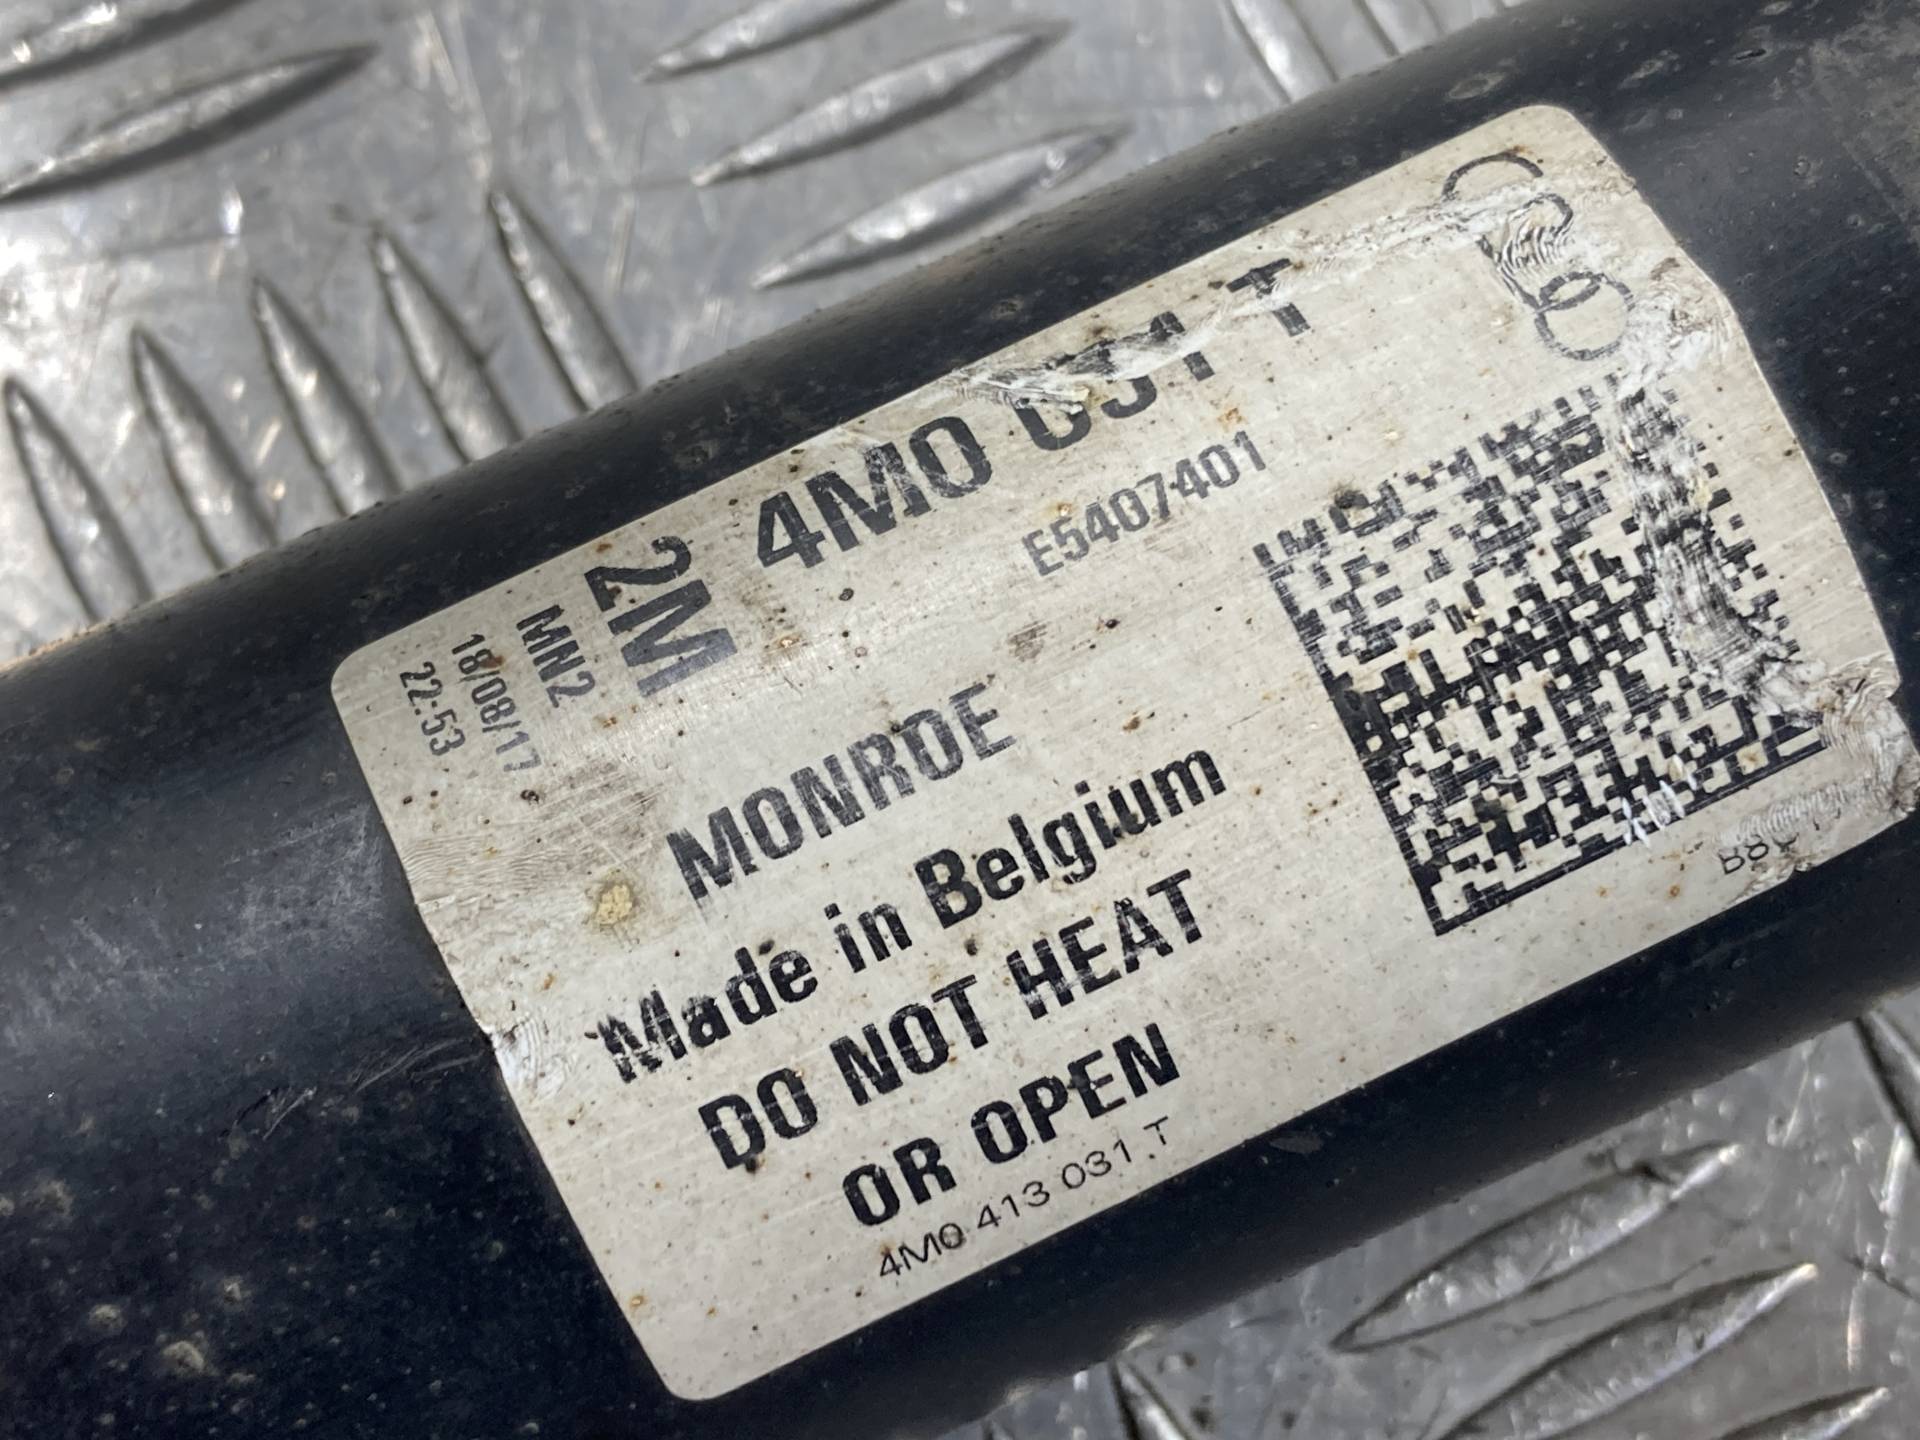 2M
4M0 031 T
E5407401
MN2
18/08/17
22:53
MONROE
Made in Belgium
DO NOT HEAT
OR OPEN
4M0 413 031 T